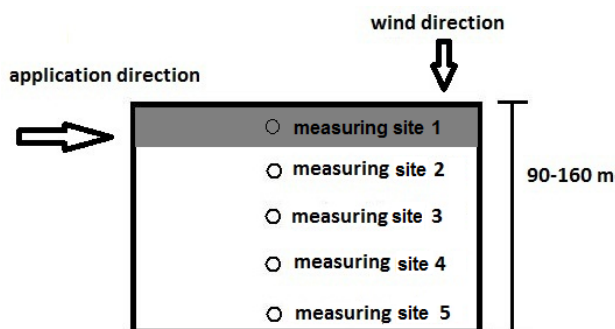 wind direction
application direction
measuring site 1
measuring site 2
90-160 m
measuring site 3
measuring site 4
measuring site 5